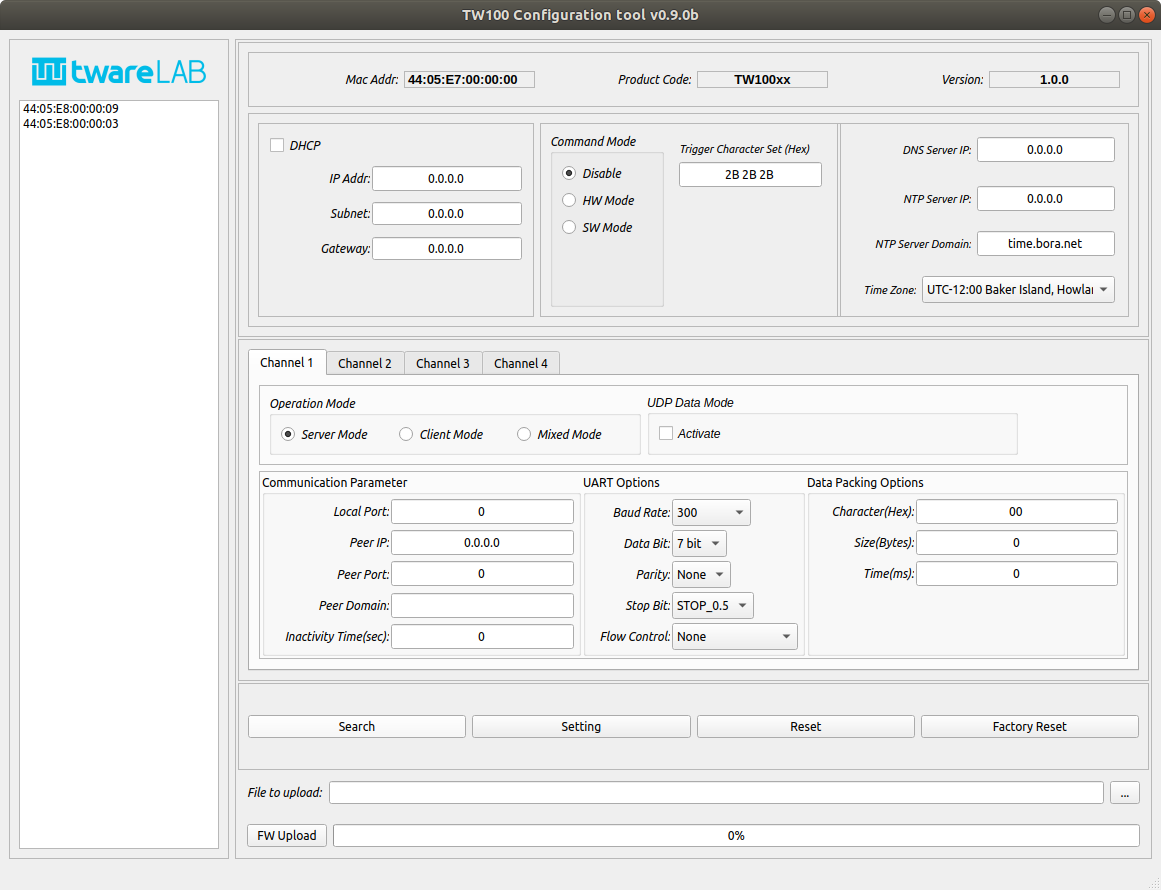 TW100 Configuration tool v0.9.0b
twareLAB
44:05:E8:00:00:09
44:05:E8:00:00:03
Mac Addr: 44:05:E7:00:00:00 Product Code: TW100xx Version: 1.0.0
DHCP
IP Addr: 0.0.0.0
Subnet: 0.0.0.0
Gateway: 0.0.0.0
Command Mode
Disable
HW Mode
SW Mode
Trigger Character Set (Hex)
2B 2B 2B
DNS Server IP: 0.0.0.0
NTP Server IP: 0.0.0.0
NTP Server Domain: time.bora.net
Time Zone: UTC-12:00 Baker Island, Howlan
Channel 1 Channel 2 Channel 3 Channel 4
Operation Mode
Server Mode Client Mode Mixed Mode
UDP Data Mode
Activate
Communication Parameter
Local Port: 0
Peer IP: 0.0.0.0
Peer Port: 0
Peer Domain:
Inactivity Time(sec): 0
UART Options
Baud Rate: 300
Data Bit: 7 bit
Parity: None
Stop Bit: STOP_0.5
Flow Control: None
Data Packing Options
Character(Hex): 00
Size(Bytes): 0
Time(ms): 0
Search Setting Reset Factory Reset
File to upload: ...
FW Upload 0%